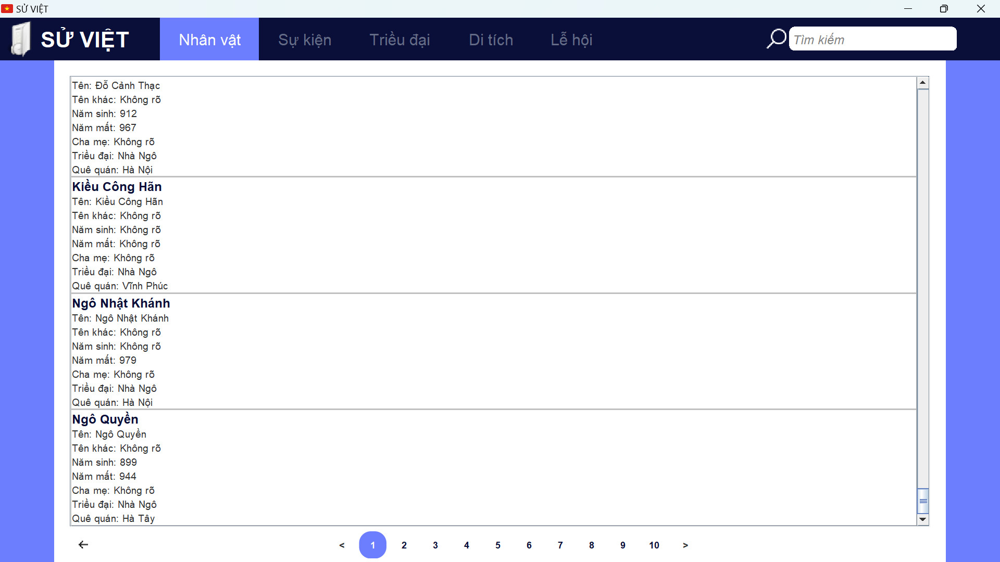 SỬ VIỆT
SỬ VIỆT
Nhân vật
Sự kiện
Triều đại
Di tích
Lễ hội
Tìm kiếm
Tên: Đỗ Cảnh Thạc
Tên khác: Không rõ
Năm sinh: 912
Năm mất: 967
Cha mẹ: Không rõ
Triều đại: Nhà Ngô
Quê quán: Hà Nội
Kiều Công Hãn
Tên: Kiều Công Hãn
Tên khác: Không rõ
Năm sinh: Không rõ
Năm mất: Không rõ
Cha mẹ: Không rõ
Triều đại: Nhà Ngô
Quê quán: Vĩnh Phúc
Ngô Nhật Khánh
Tên: Ngô Nhật Khánh
Tên khác: Không rõ
Năm sinh: Không rõ
Năm mất: 979
Cha mẹ: Không rõ
Triều đại: Nhà Ngô
Quê quán: Hà Nội
Ngô Quyền
Tên: Ngô Quyền
Tên khác: Không rõ
Năm sinh: 899
Năm mất: 944
Cha mẹ: Không rõ
Triều đại: Nhà Ngô
Quê quán: Hà Tây
< 1 2 3 4 5 6 7 8 9 10 >